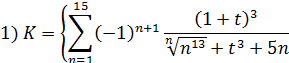 1) K = { \sum_{n=1}^{15} (-1)^{n+1} \frac{(1+t)^3}{\sqrt[n]{n^{13}} + t^3 + 5n}